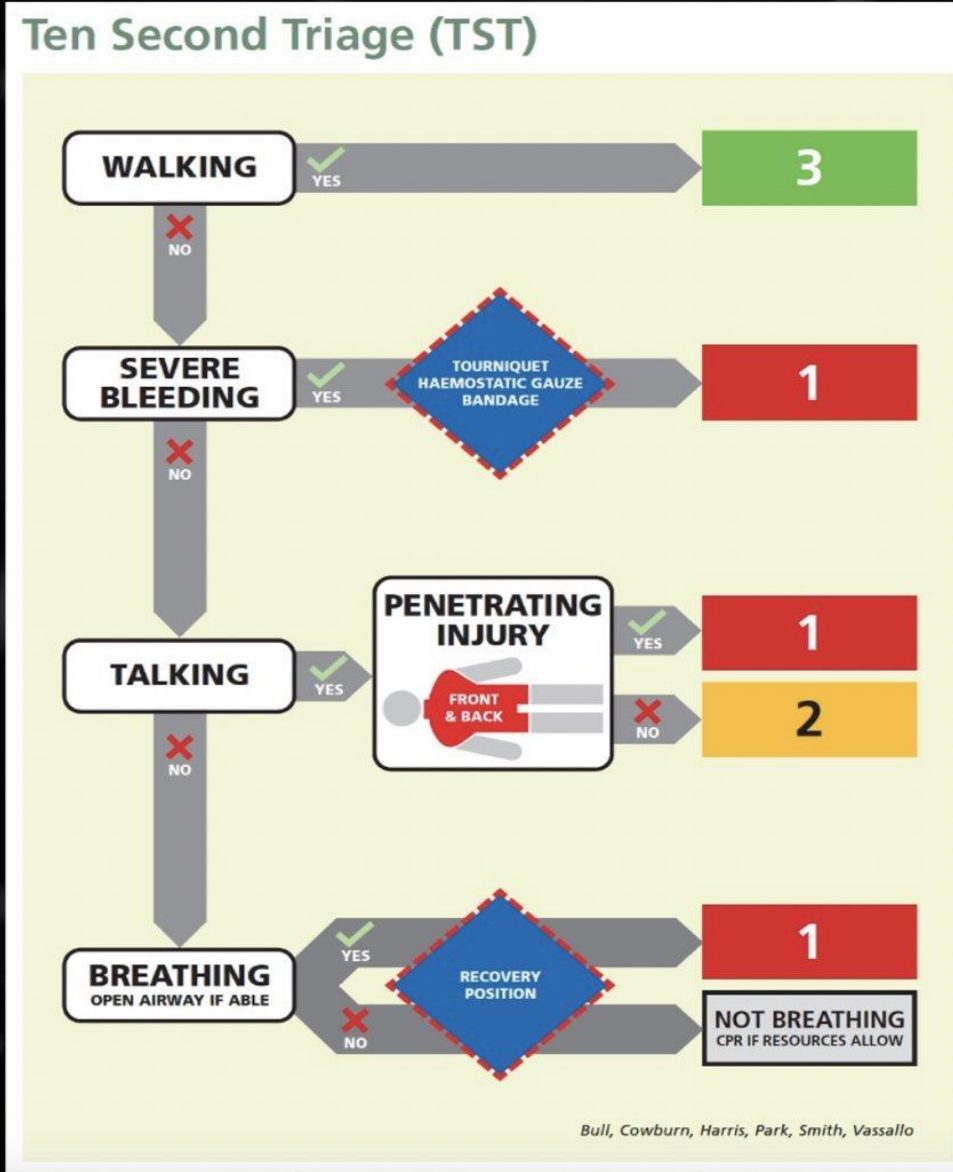 Ten Second Triage (TST)
WALKING
YES
3
NO
SEVERE
BLEEDING
YES
TOURNIQUET
HAEMOSTATIC GAUZE
BANDAGE
1
NO
TALKING
YES
PENETRATING
INJURY
FRONT
& BACK
YES
1
NO
2
NO
BREATHING
OPEN AIRWAY IF ABLE
YES
NO
RECOVERY
POSITION
1
NOT BREATHING
CPR IF RESOURCES ALLOW
Bull, Cowburn, Harris, Park, Smith, Vassallo